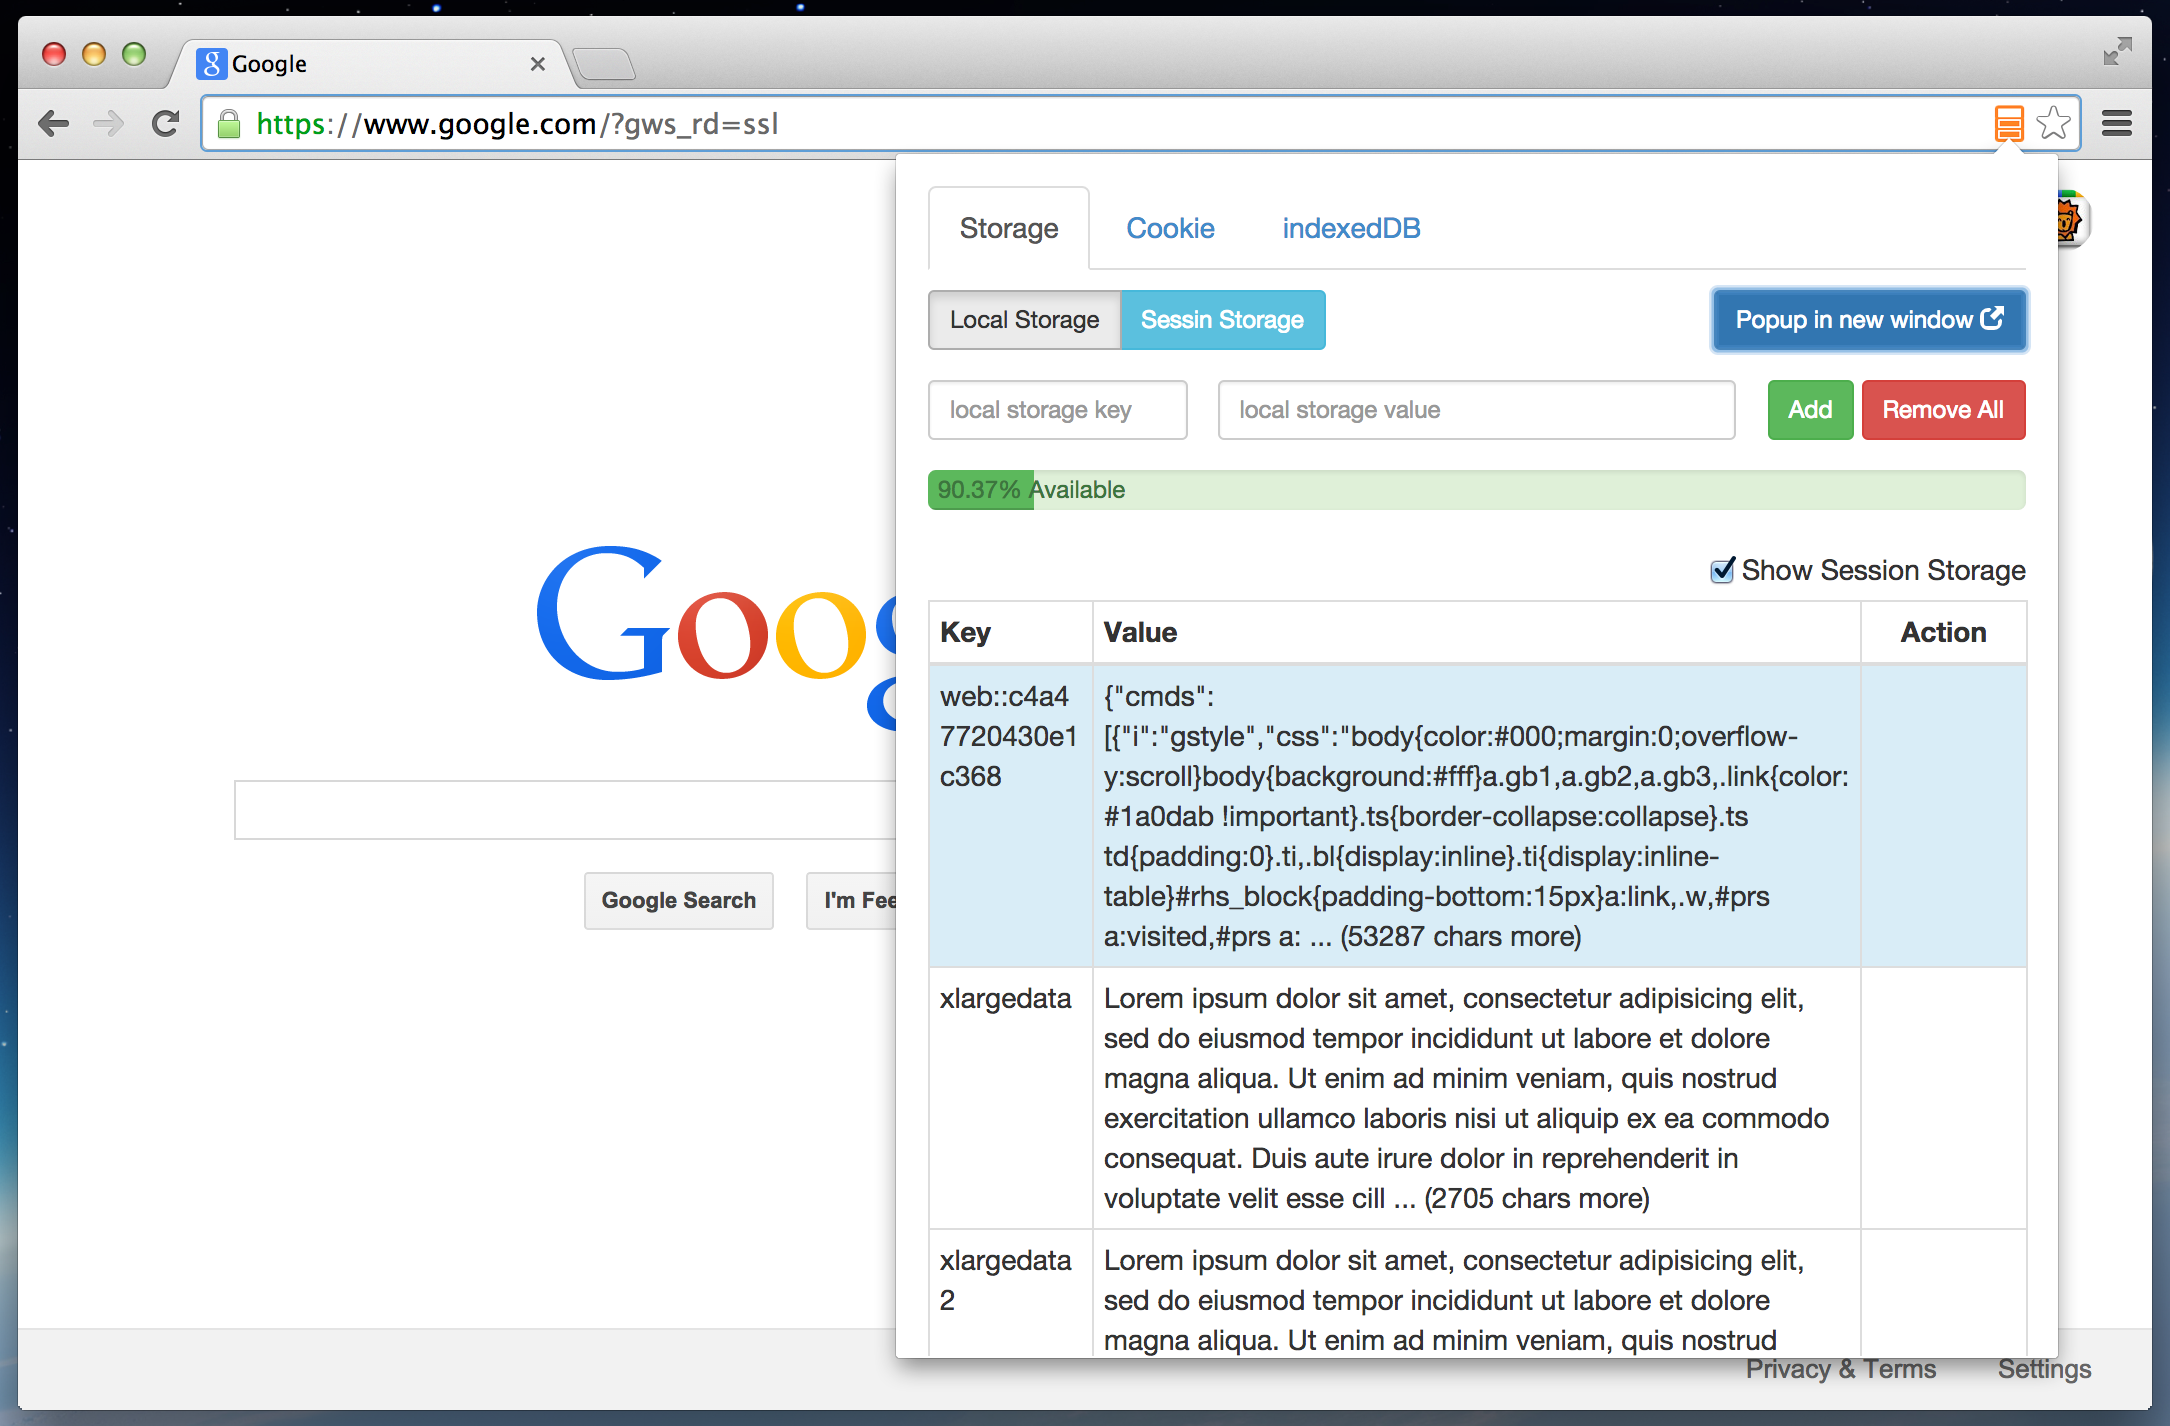 g Google
https://www.google.com/?gws_rd=ssl
Storage
Cookie
indexedDB
Local Storage
Sessin Storage
Popup in new window
local storage key
local storage value
Add
Remove All
90.37% Available
Show Session Storage
Key
Value
Action
web::c4a4
7720430e1
c368
{"cmds":
[{"i":"gstyle","css":"body{color:#000;margin:0;overflow-
y:scroll}body{background:#fff}a.gb1,a.gb2,a.gb3,.link{color:
#1a0dab !important}.ts{border-collapse:collapse}.ts
td{padding:0}.ti,.bl{display:inline}.ti{display:inline-
table}#rhs_block{padding-bottom:15px}a:link,.w,#prs
a:visited,#prs a: ... (53287 chars more)
xlargedata
Lorem ipsum dolor sit amet, consectetur adipisicing elit,
sed do eiusmod tempor incididunt ut labore et dolore
magna aliqua. Ut enim ad minim veniam, quis nostrud
exercitation ullamco laboris nisi ut aliquip ex ea commodo
consequat. Duis aute irure dolor in reprehenderit in
voluptate velit esse cill ... (2705 chars more)
xlargedata
2
Lorem ipsum dolor sit amet, consectetur adipisicing elit,
sed do eiusmod tempor incididunt ut labore et dolore
magna aliqua. Ut enim ad minim veniam, quis nostrud
Goog
Google Search
I'm Fee
Privacy & Terms
Settings